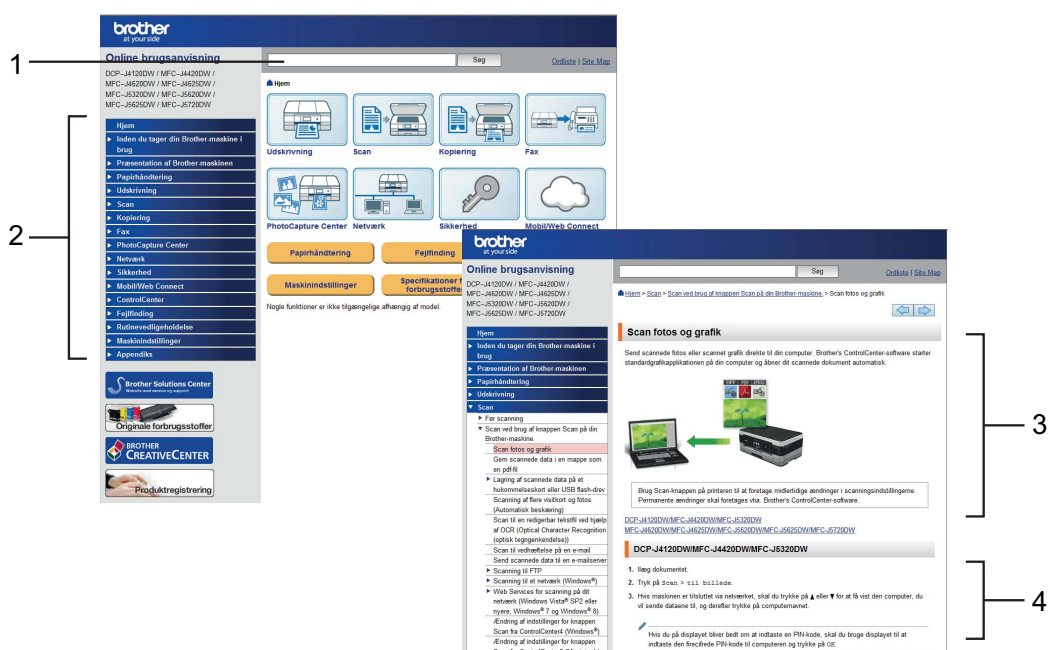 brother
at your side
Online brugsanvisning
DCP-J4120DW / MFC-J4420DW /
MFC-J4620DW / MFC-J4625DW /
MFC-J5320DW / MFC-J5620DW /
MFC-J5625DW / MFC-J5720DW
1
Søg
Ordliste | Site Map
Hjem
2
Hjem
Inden du tager din Brother-maskine i
brug
Præsentation af Brother-maskinen
Papirhåndtering
Udskrivning
Scan
Kopiering
Fax
PhotoCapture Center
Netværk
Sikkerhed
Mobil/Web Connect
ControlCenter
Fejlfinding
Rutinevedligeholdelse
Maskinindstillinger
Appendiks
Brother Solutions Center
Originale forbrugsstoffer
BROTHER
CREATIVECENTER
Produktregistrering
Udskrivning
Scan
Kopiering
Fax
PhotoCapture Center
Netværk
Sikkerhed
Mobil/Web Connect
Papirhåndtering
Fejlfinding
Maskinindstillinger
Specifikationer
forbrugsstoffe
Nogle funktioner er ikke tilgængelige afhængig af model.
brother
at your side
Online brugsanvisning
DCP-J4120DW / MFC-J4420DW /
MFC-J4620DW / MFC-J4625DW /
MFC-J5320DW / MFC-J5620DW /
MFC-J5625DW / MFC-J5720DW
Søg
Ordliste | Site Map
Hjem
Inden du tager din Brother-maskine i
brug
Præsentation af Brother-maskinen
Papirhåndtering
Udskrivning
Scan
Før scanning
Scan ved brug af knappen Scan på din
Brother-maskine.
Scan fotos og grafik
Gem scannede data i en mappe som
en pdf-fil
Lagring af scannede data på et
hukommelseskort eller USB flash-drev
Scanning af flere visitkort og fotos
(Automatisk beskæring)
Scan til en redigerbar tekstfil ved hjælp
af OCR (Optical Character Recognition
(optisk tegngenkendelse))
Scan til vedhæftelse på en e-mail
Send scannede data til en e-mailserver
Scanning til FTP
Scanning til et netværk (Windows®)
Web Services for scanning på dit
netværk (Windows Vista® SP2 eller
nyere, Windows® 7 og Windows® 8)
Ændring af indstillinger for knappen
Scan fra ControlCenter4 (Windows®)
Ændring af indstillinger for knappen
Hjem > Scan > Scan ved brug af knappen Scan på din Brother-maskine. > Scan fotos og grafik
Scan fotos og grafik
Send scannede fotos eller scannet grafik direkte til din computer. Brother's ControlCenter-software starter
standardgrafikapplikationen på din computer og åbner dit scannede dokument automatisk.
TIFF PDF JPEG
3
Brug Scan-knappen på printeren til at foretage midlertidige ændringer i scanningsindstillingerne.
Permanente ændringer skal foretages vha. Brother's ControlCenter-software.
DCP-J4120DW/MFC-J4420DW/MFC-J5320DW
MFC-J4620DW/MFC-J4625DW/MFC-J5620DW/MFC-J5625DW/MFC-J5720DW
DCP-J4120DW/MFC-J4420DW/MFC-J5320DW
1. Ilæg dokumentet.
2. Tryk på Scan > til billede.
3. Hvis maskinen er tilsluttet via netværket, skal du trykke på ▲ eller ▼ for at få vist den computer, du
vil sende dataene til, og derefter trykke på computernavnet.
4
Hvis du på displayet bliver bedt om at indtaste en PIN-kode, skal du bruge displayet til at
indtaste den firecifrede PIN-kode til computeren og trykke på OK.